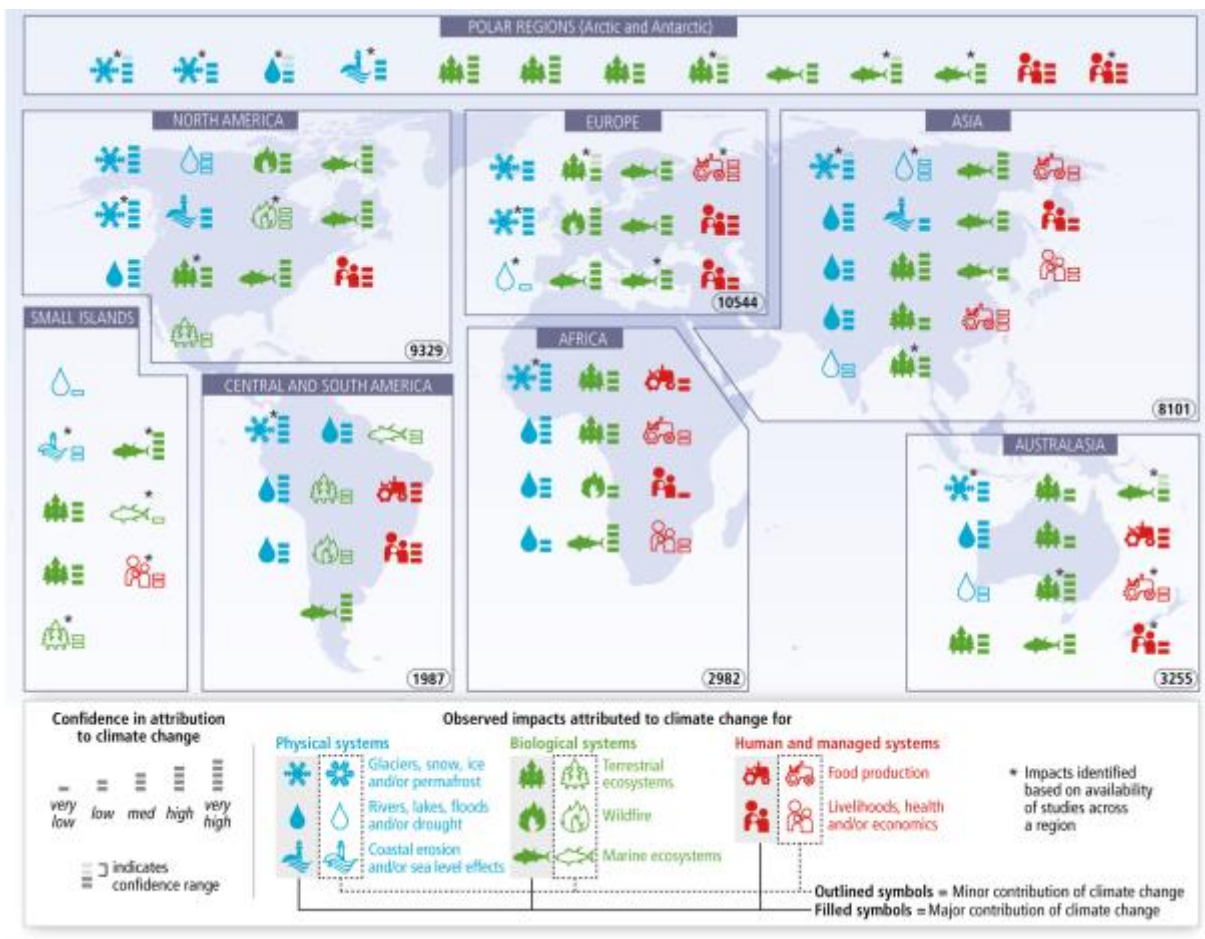 POLAR REGIONS (Arctic and Antarctic)
NORTH AMERICA
EUROPE
ASIA
10544
SMALL ISLANDS
AFRICA
9329
CENTRAL AND SOUTH AMERICA
8101
AUSTRALASIA
1987
2982
3255
Confidence in attribution
to climate change
very
low
low
med
high
very
high
indicates
confidence range
Observed impacts attributed to climate change for
Physical systems
Glaciers, snow, ice
and/or permafrost
Rivers, lakes, floods
and/or drought
Coastal erosion
and/or sea level effects
Biological systems
Terrestrial
ecosystems
Wildfire
Marine ecosystems
Human and managed systems
Food production
Livelihoods, health
and/or economics
* Impacts identified
based on availability
of studies across
a region
Outlined symbols = Minor contribution of climate change
Filled symbols = Major contribution of climate change